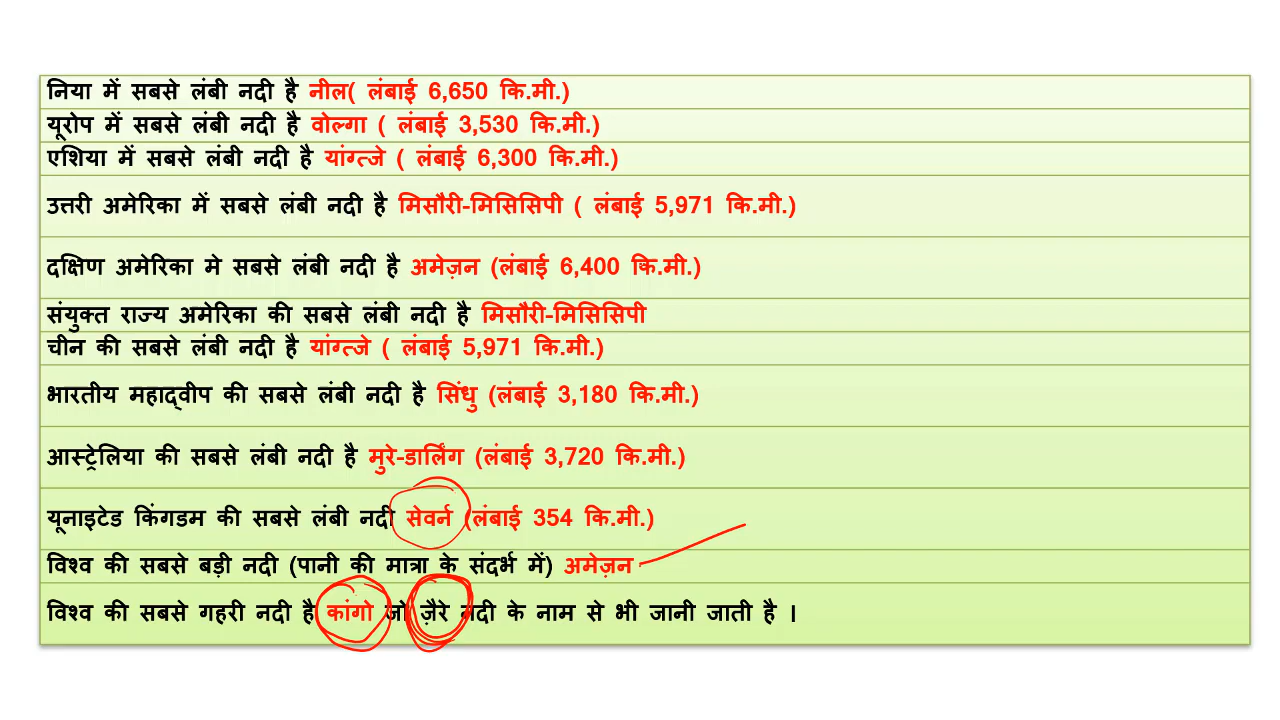 निया में सबसे लंबी नदी है नील( लंबाई 6,650 कि.मी.)
यूरोप में सबसे लंबी नदी है वोल्गा ( लंबाई 3,530 कि.मी.)
एशिया में सबसे लंबी नदी है यांग्त्जे ( लंबाई 6,300 कि.मी.)
उत्तरी अमेरिका में सबसे लंबी नदी है मिसौरी-मिसिसिपी ( लंबाई 5,971 कि.मी.)
दक्षिण अमेरिका मे सबसे लंबी नदी है अमेज़न (लंबाई 6,400 कि.मी.)
संयुक्त राज्य अमेरिका की सबसे लंबी नदी है मिसौरी-मिसिसिपी
चीन की सबसे लंबी नदी है यांग्त्जे ( लंबाई 5,971 कि.मी.)
भारतीय महाद्वीप की सबसे लंबी नदी है सिंधु (लंबाई 3,180 कि.मी.)
आस्ट्रेलिया की सबसे लंबी नदी है मुरे-डार्लिंग (लंबाई 3,720 कि.मी.)
यूनाइटेड किंगडम की सबसे लंबी नदी सेवर्न (लंबाई 354 कि.मी.)
विश्व की सबसे बड़ी नदी (पानी की मात्रा के संदर्भ में) अमेज़न
विश्व की सबसे गहरी नदी है कांगो जो ज़ैरे नदी के नाम से भी जानी जाती है ।